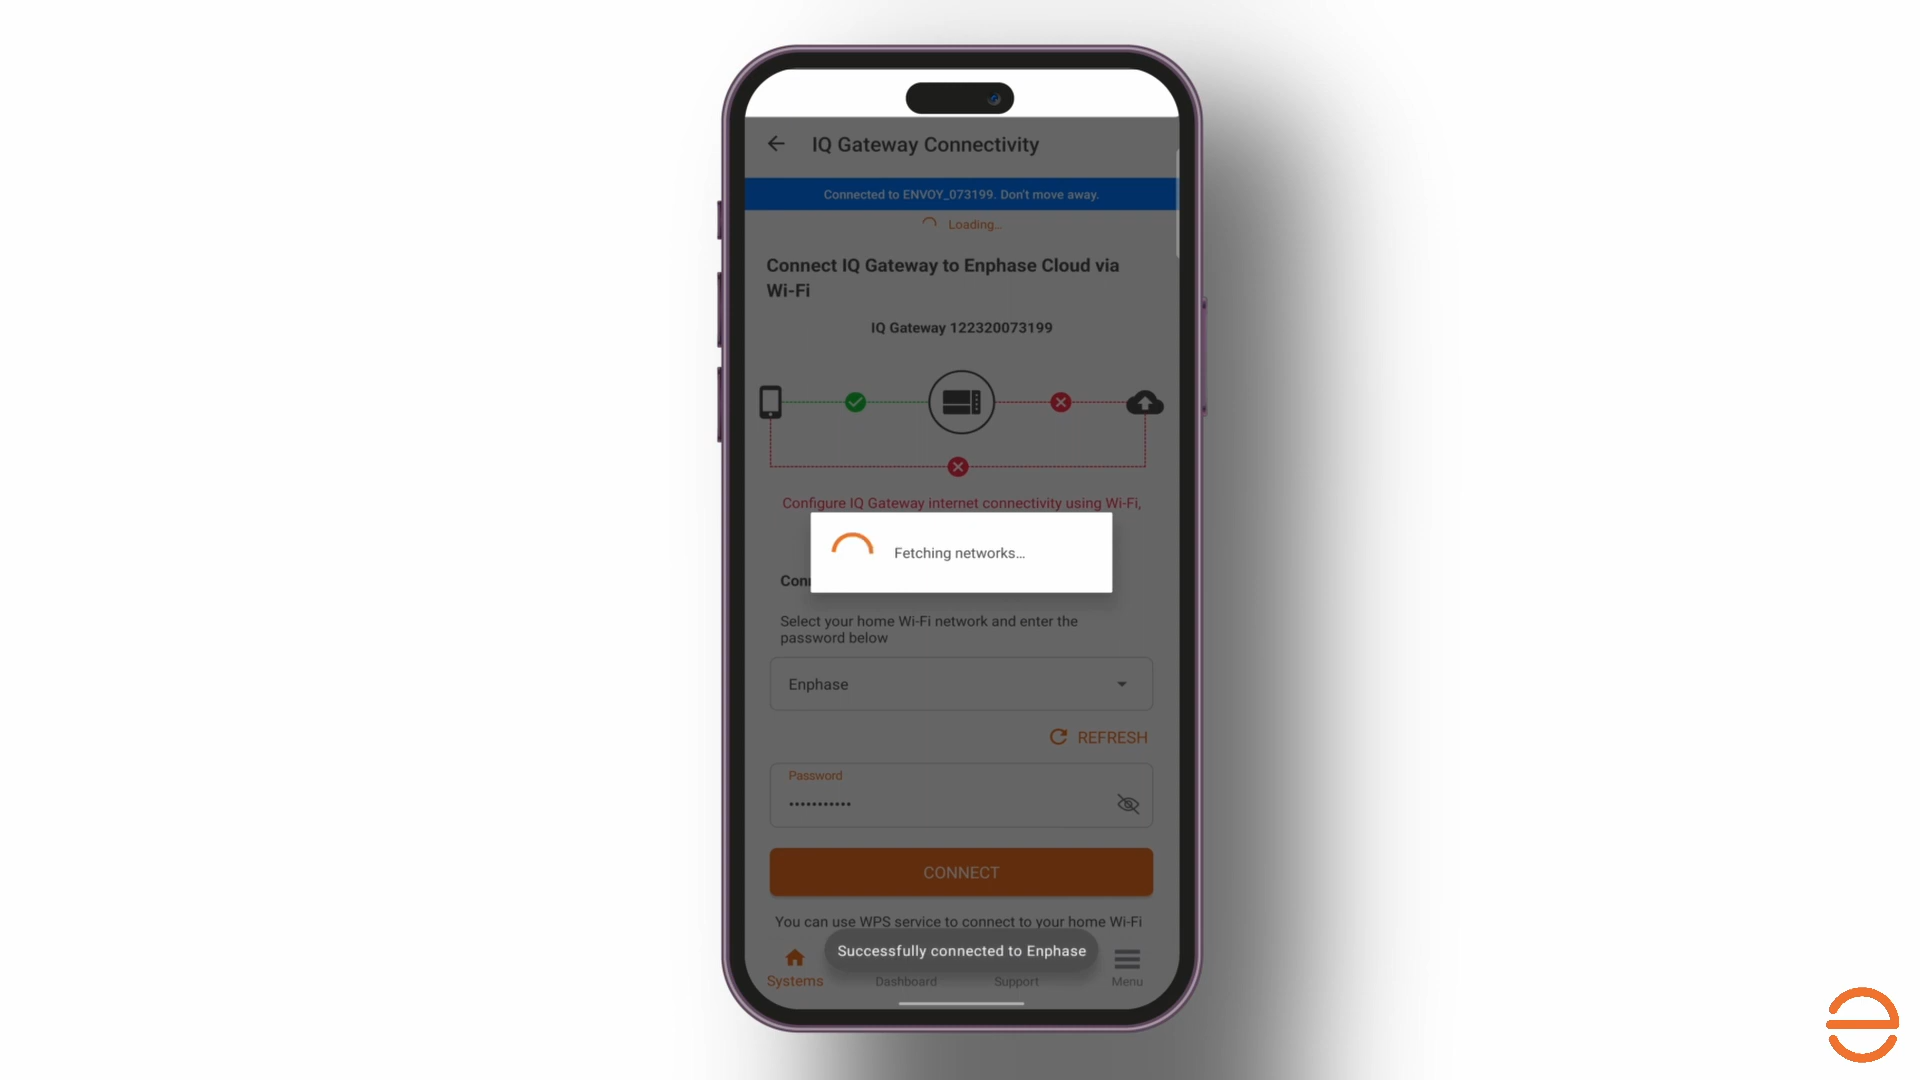 IQ Gateway Connectivity
Connected to ENVOY_073199. Don't move away.
Loading...
Connect IQ Gateway to Enphase Cloud via
Wi-Fi
IQ Gateway 122320073199
Configure IQ Gateway internet connectivity using Wi-Fi,
Fetching networks...
Select your home Wi-Fi network and enter the
password below
Enphase
REFRESH
Password
CONNECT
You can use WPS service to connect to your home Wi-Fi
Successfully connected to Enphase
Systems
Dashboard
Support
Menu